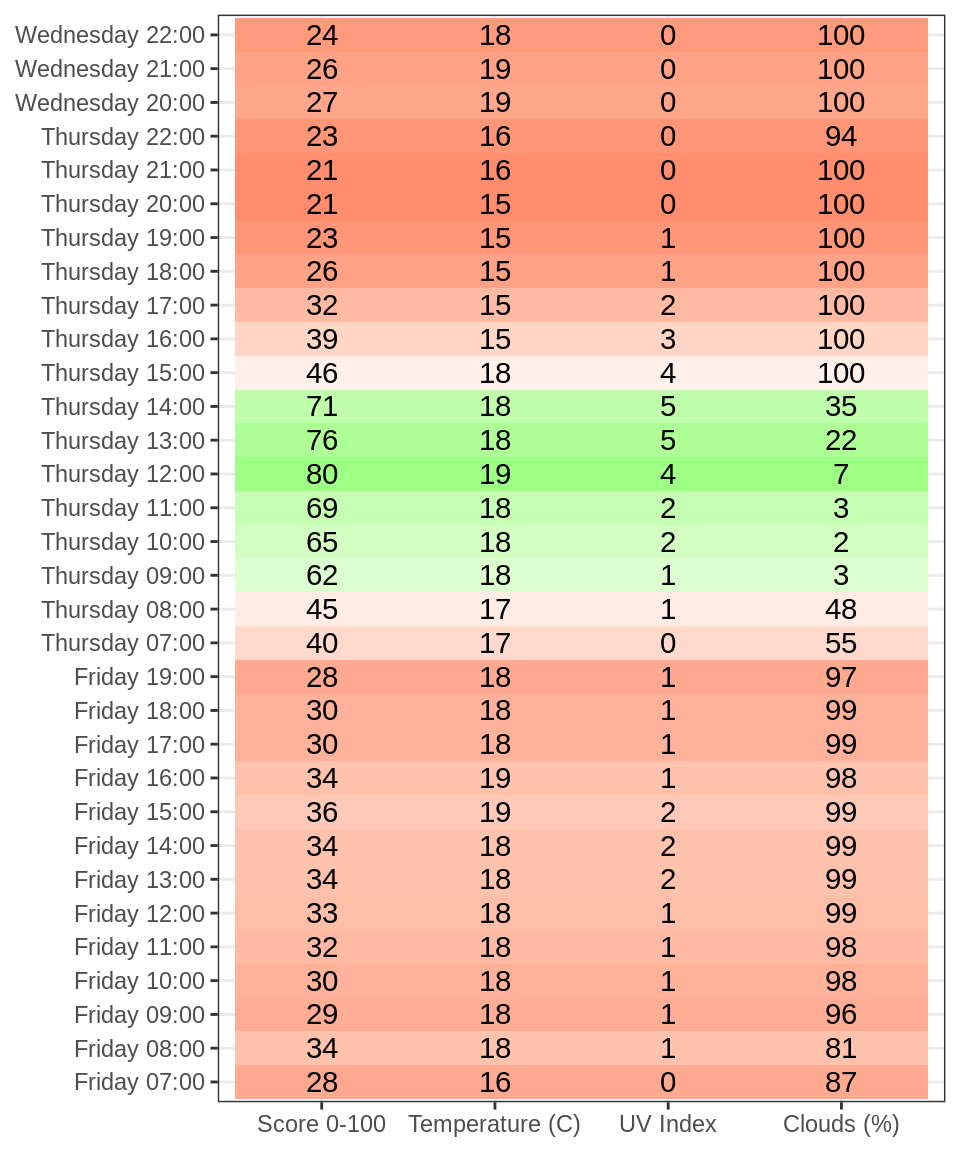 Wednesday 22:00 24 18 0 100
Wednesday 21:00 26 19 0 100
Wednesday 20:00 27 19 0 100
Thursday 22:00 23 16 0 94
Thursday 21:00 21 16 0 100
Thursday 20:00 21 15 0 100
Thursday 19:00 23 15 1 100
Thursday 18:00 26 15 1 100
Thursday 17:00 32 15 2 100
Thursday 16:00 39 15 3 100
Thursday 15:00 46 18 4 100
Thursday 14:00 71 18 5 35
Thursday 13:00 76 18 5 22
Thursday 12:00 80 19 4 7
Thursday 11:00 69 18 2 3
Thursday 10:00 65 18 2 2
Thursday 09:00 62 18 1 3
Thursday 08:00 45 17 1 48
Thursday 07:00 40 17 0 55
Friday 19:00 28 18 1 97
Friday 18:00 30 18 1 99
Friday 17:00 30 18 1 99
Friday 16:00 34 19 1 98
Friday 15:00 36 19 2 99
Friday 14:00 34 18 2 99
Friday 13:00 34 18 2 99
Friday 12:00 33 18 1 99
Friday 11:00 32 18 1 98
Friday 10:00 30 18 1 98
Friday 09:00 29 18 1 96
Friday 08:00 34 18 1 81
Friday 07:00 28 16 0 87
Score 0-100 Temperature (C) UV Index Clouds (%)